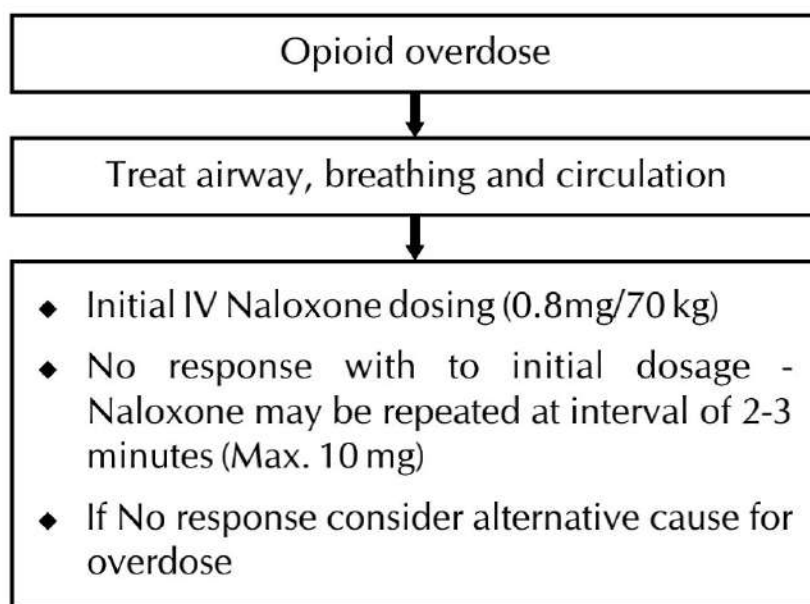 Opioid overdose
Treat airway, breathing and circulation
◆ Initial IV Naloxone dosing (0.8mg/70 kg)
◆ No response with to initial dosage -
Naloxone may be repeated at interval of 2-3
minutes (Max. 10 mg)
◆ If No response consider alternative cause for
overdose